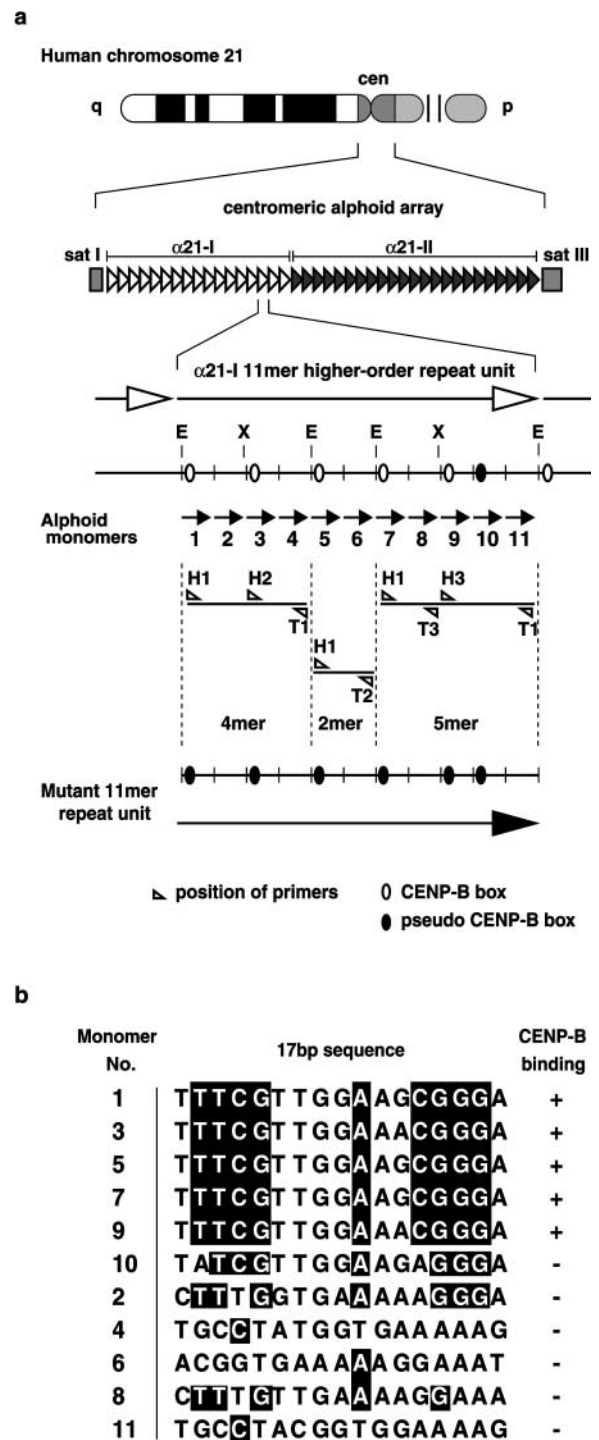 a
Human chromosome 21
cen
q p
centromeric alphoid array
sat I α21-I α21-II sat III
α21-I 11mer higher-order repeat unit
E X E E X E
Alphoid monomers
1 2 3 4 5 6 7 8 9 10 11
H1 H2 H1 H3
T1 T3 T1
H1
T2
4mer 2mer 5mer
Mutant 11mer
repeat unit
position of primers CENP-B box
pseudo CENP-B box
b
Monomer No. 17bp sequence CENP-B binding
1 TTTCGTTGGAAGCGGGA +
3 TTTCGTTGGAAACGGGA +
5 TTTCGTTGGAAGCGGGA +
7 TTTCGTTGGAAGCGGGA +
9 TTTCGTTGGAAACGGGA +
10 TATCGTTGGAAGAGGGA -
2 CTTTGGTGAAAAAGGGA -
4 TGCCTATGGTGAAAAAG -
6 ACGGTGAAAAAGGAAAT -
8 CTTTGTTGAAAAGGAAA -
11 TGCCTACGGTGGAAAAG -